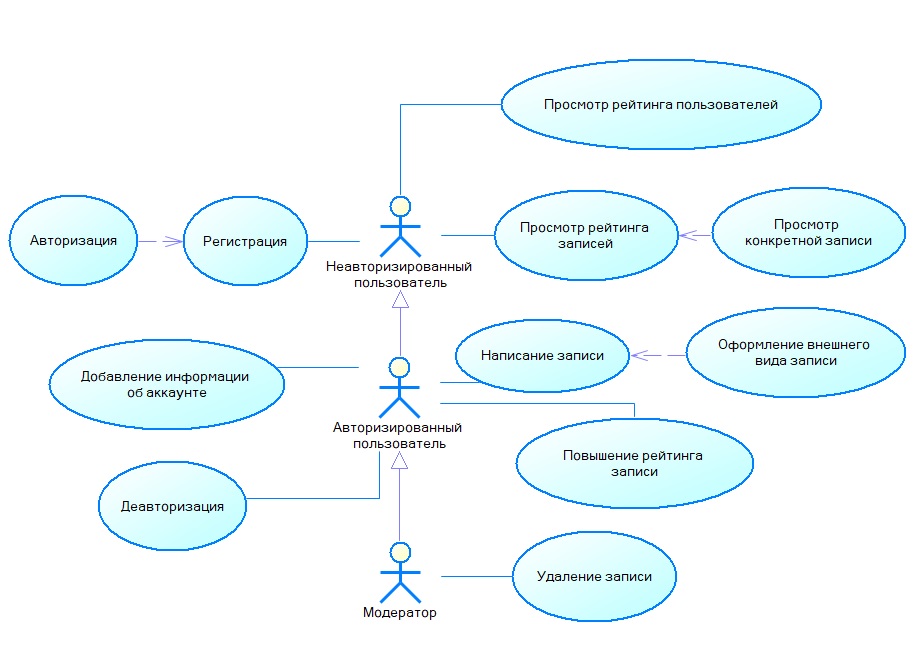 Просмотр рейтинга пользователей
Авторизация
Регистрация
Неавторизированный
пользователь
Просмотр рейтинга
записей
Просмотр
конкретной записи
Добавление информации
об аккаунте
Авторизированный
пользователь
Написание записи
Оформление внешнего
вида записи
Повышение рейтинга
записи
Деавторизация
Модератор
Удаление записи